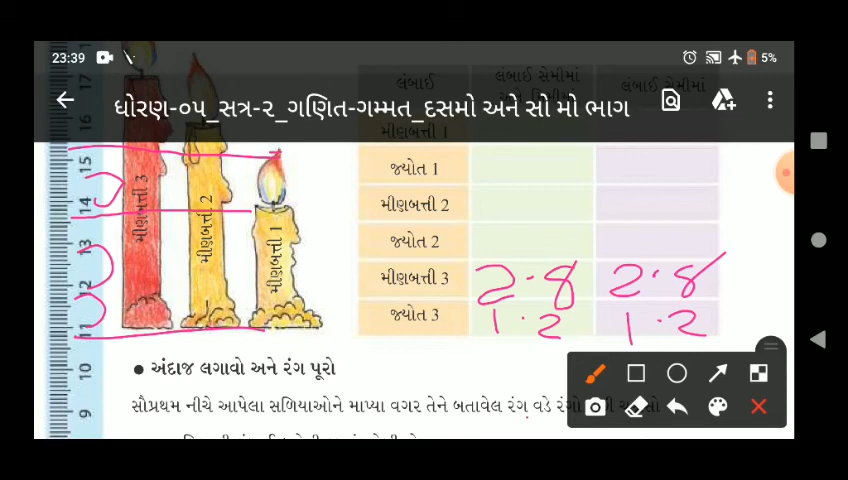 23:39
5%
ધોરણ-૦૫_સત્ર-૨_ગણિત-ગમ્મત_દસમો અને સો મો ભાગ
લંબાઈ
લંબાઈ સેમીમાં
લંબાઈ સેમીમાં
મીણબત્તી 1
જ્યોત 1
મીણબત્તી 2
જ્યોત 2
મીણબત્તી 3 2.8 2.8
જ્યોત 3 1.2 1.2
17
16
15
14
13
12
11
10
9
મીણબત્તી 3
મીણબત્તી 2
મીણબત્તી 1
● અંદાજ લગાવો અને રંગ પૂરો
સૌપ્રથમ નીચે આપેલા સળિયાઓને માપ્યા વગર તેને બતાવેલ રંગ વડે